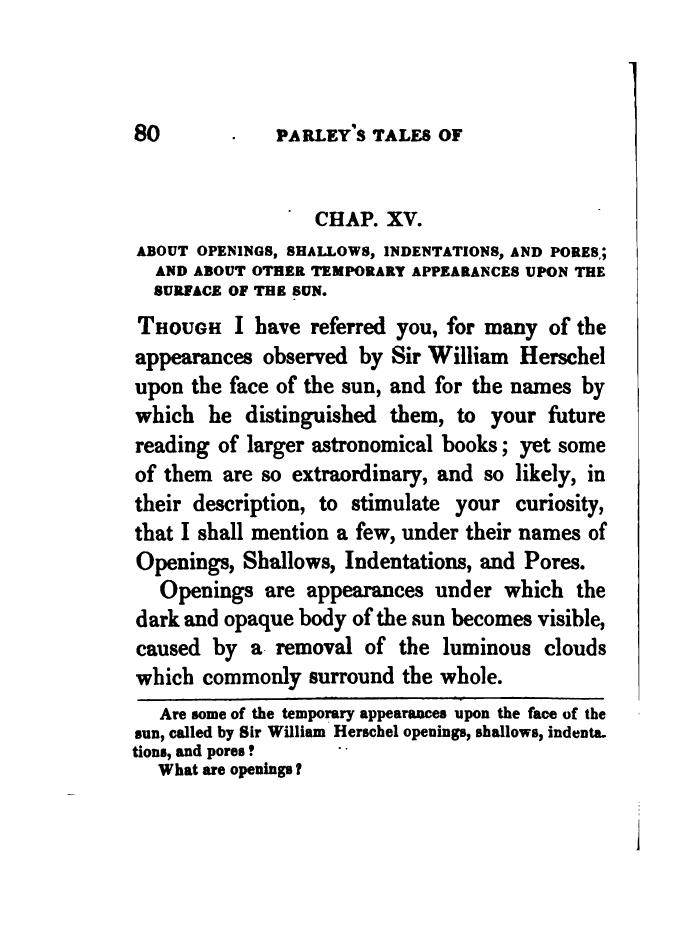 80 PARLEY'S TALES OF
CHAP. XV.
ABOUT OPENINGS, SHALLOWS, INDENTATIONS, AND PORES;
AND ABOUT OTHER TEMPORARY APPEARANCES UPON THE
SURFACE OF THE SUN.
THOUGH I have referred you, for many of the
appearances observed by Sir William Herschel
upon the face of the sun, and for the names by
which he distinguished them, to your future
reading of larger astronomical books; yet some
of them are so extraordinary, and so likely, in
their description, to stimulate your curiosity,
that I shall mention a few, under their names of
Openings, Shallows, Indentations, and Pores.
Openings are appearances under which the
dark and opaque body of the sun becomes visible,
caused by a removal of the luminous clouds
which commonly surround the whole.
Are some of the temporary appearances upon the face of the
sun, called by Sir William Herschel openings, shallows, indenta-
tions, and pores?
What are openings?